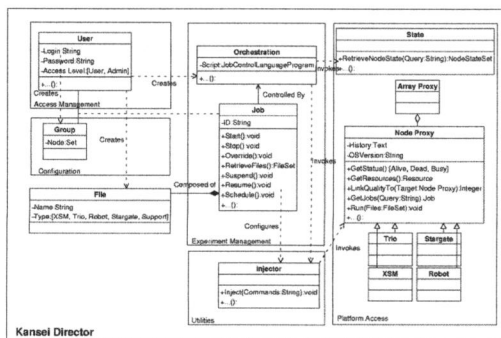 User
-Login String
-Password:String
-Access Level:[User, Admin]
+...():
Creates
Access Management
Group
-Node Set
Configuration
Creates
File
-Name String
-Type:[XSM, Trio, Robot, Stargate, Support]
Composed of
Orchestration
-Script:JobControlLanguageProgram
+...():
Controlled By
Job
-ID:String
+Start():void
+Stop():void
+Override():void
+RetrieveFiles():FileSet
+Suspend():void
+Resume():void
+Schedule():void
+...():
Configures
Experiment Management
Injector
+Inject(Commands:String):void
+...():
Utilities
Invokes
Invokes
Invokes
State
+RetrieveNodeState(Query:String):NodeStateSet
+...():
Array Proxy
Node Proxy
-History Text
-OSVersion:String
+GetStatus():[Alive, Dead, Busy]
+GetResources():Resource
+LinkQualityTo(Target Node Proxy):Integer
+GetJobs(Query:String):Job
+Run(Files:FileSet):void
+...():
Trio
Stargate
XSM
Robot
Platform Access
Kansei Director